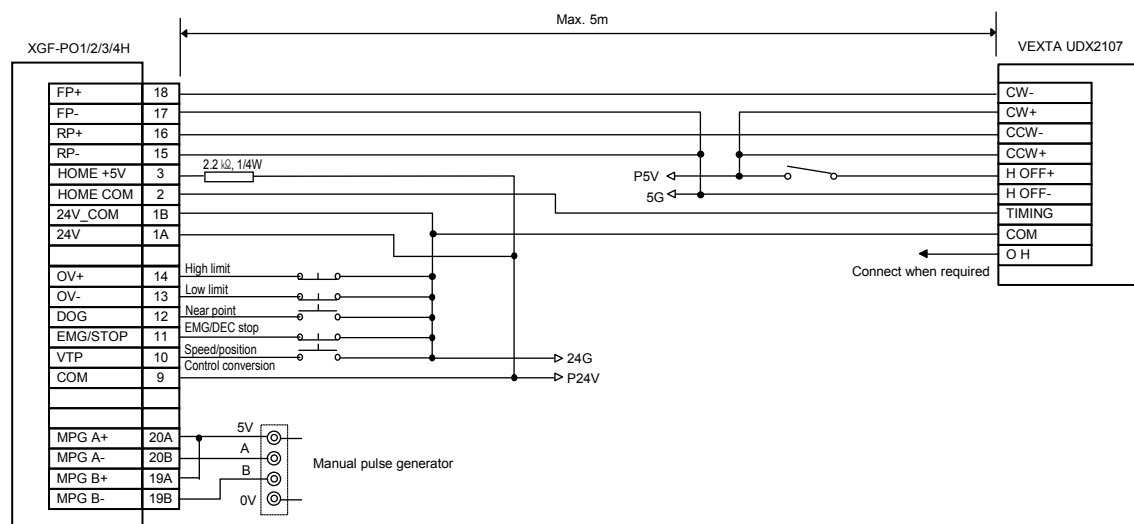 Max. 5m
XGF-PO1/2/3/4H
VEXTA UDX2107
FP+ 18
FP- 17
RP+ 16
RP- 15
HOME +5V 3
HOME COM 2
24V_COM 1B
24V 1A
OV+ 14
OV- 13
DOG 12
EMG/STOP 11
VTP 10
COM 9
MPG A+ 20A
MPG A- 20B
MPG B+ 19A
MPG B- 19B
2.2 ㏀, 1/4W
High limit
Low limit
Near point
EMG/DEC stop
Speed/position
Control conversion
5V
A
B
0V
Manual pulse generator
P5V
5G
24G
P24V
CW-
CW+
CCW-
CCW+
H OFF+
H OFF-
TIMING
COM
O H
Connect when required